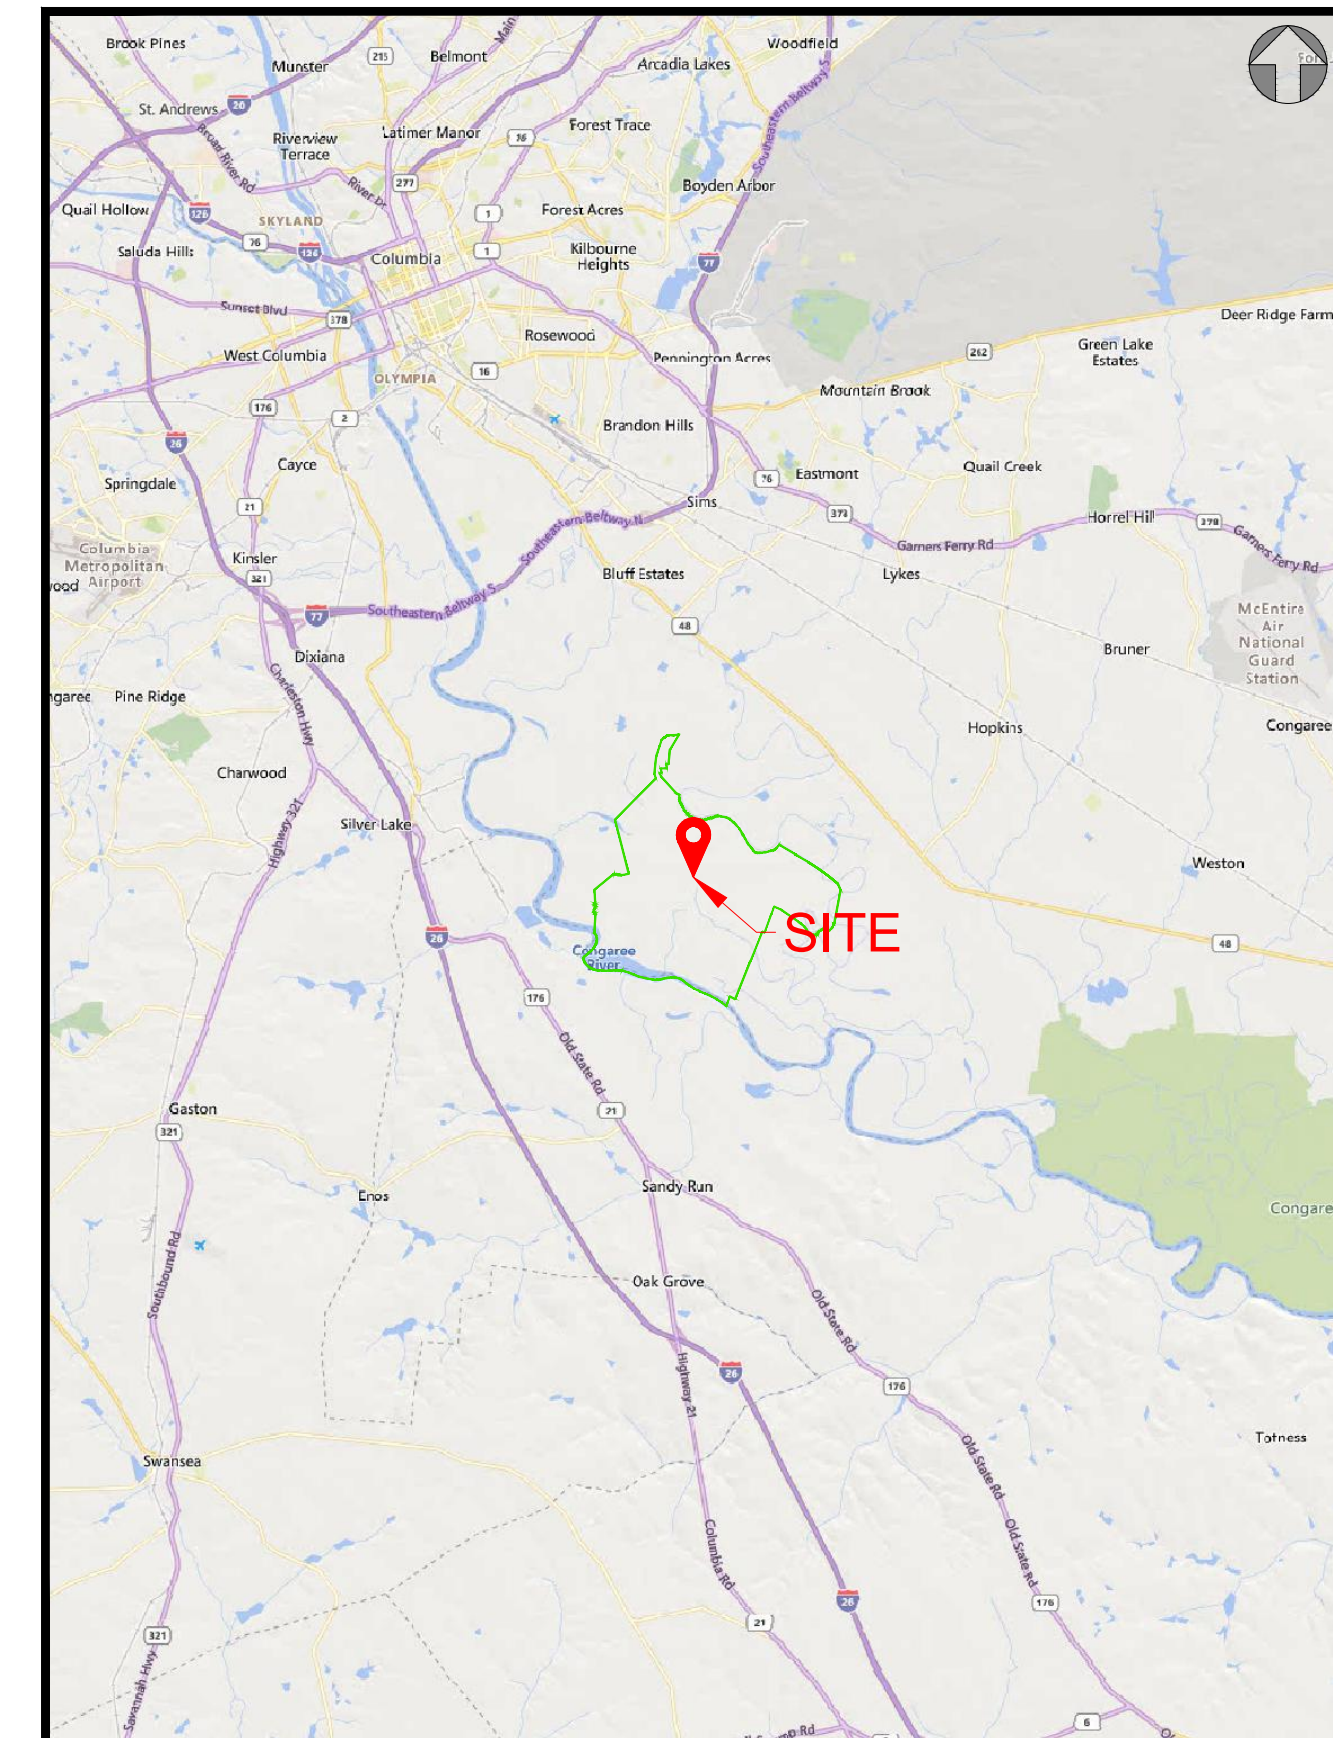 Brook Pines
215
Belmont
Main
Woodfield
Munster
Arcadia Lakes
St. Andrews
20
Southeastern Beltway S
Riverview
Terrace
Latimer Manor
76
Forest Trace
Broad River Rd
River Dr
277
Boyden Arbor
Quail Hollow
126
SKYLAND
1
Forest Acres
Saluda Hills
76
126
Columbia
1
Kilbourne
Heights
77
Sunset Blvd
378
Rosewood
Deer Ridge Farm
West Columbia
OLYMPIA
16
Pennington Acres
262
Green Lake
Estates
Mountain Brook
176
2
Brandon Hills
26
Cayce
Springdale
76
Eastmont
Quail Creek
21
Sims
Southeastern Beltway N
Horrel Hill
378
Garners Ferry Rd
Garners Ferry Rd
Columbia
Metropolitan
Airport
Kinsler
321
Bluff Estates
Lykes
77
Southeastern Beltway S
48
McEntire
Air
National
Guard
Station
Dixiana
Bruner
Pine Ridge
Charleston Hwy
Hopkins
Congaree
Charwood
Silver Lake
Highway 321
Weston
SITE
26
48
Congaree
River
176
Old State Rd
Gaston
321
21
Enos
Sandy Run
Congare
Southbound Rd
Oak Grove
Old State Rd
26
Highway 21
176
Totness
Swansea
Old State Rd
Columbia Rd
Old State Rd
26
176
21
321
Savannah Hwy
6
Rd